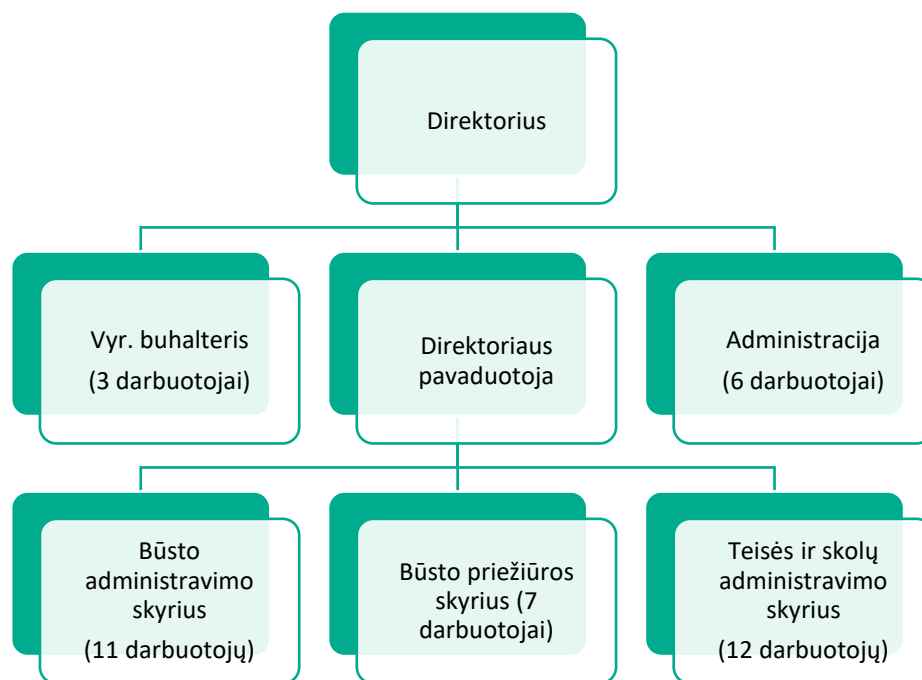 Direktorius
Vyr. buhalteris
(3 darbuotojai)
Direktoriaus
pavaduotoja
Administracija
(6 darbuotojai)
Būsto
administravimo
skyrius
(11 darbuotojų)
Būsto priežiūros
skyrius (7
darbuotojai)
Teisės ir skolų
administravimo
skyrius
(12 darbuotojų)